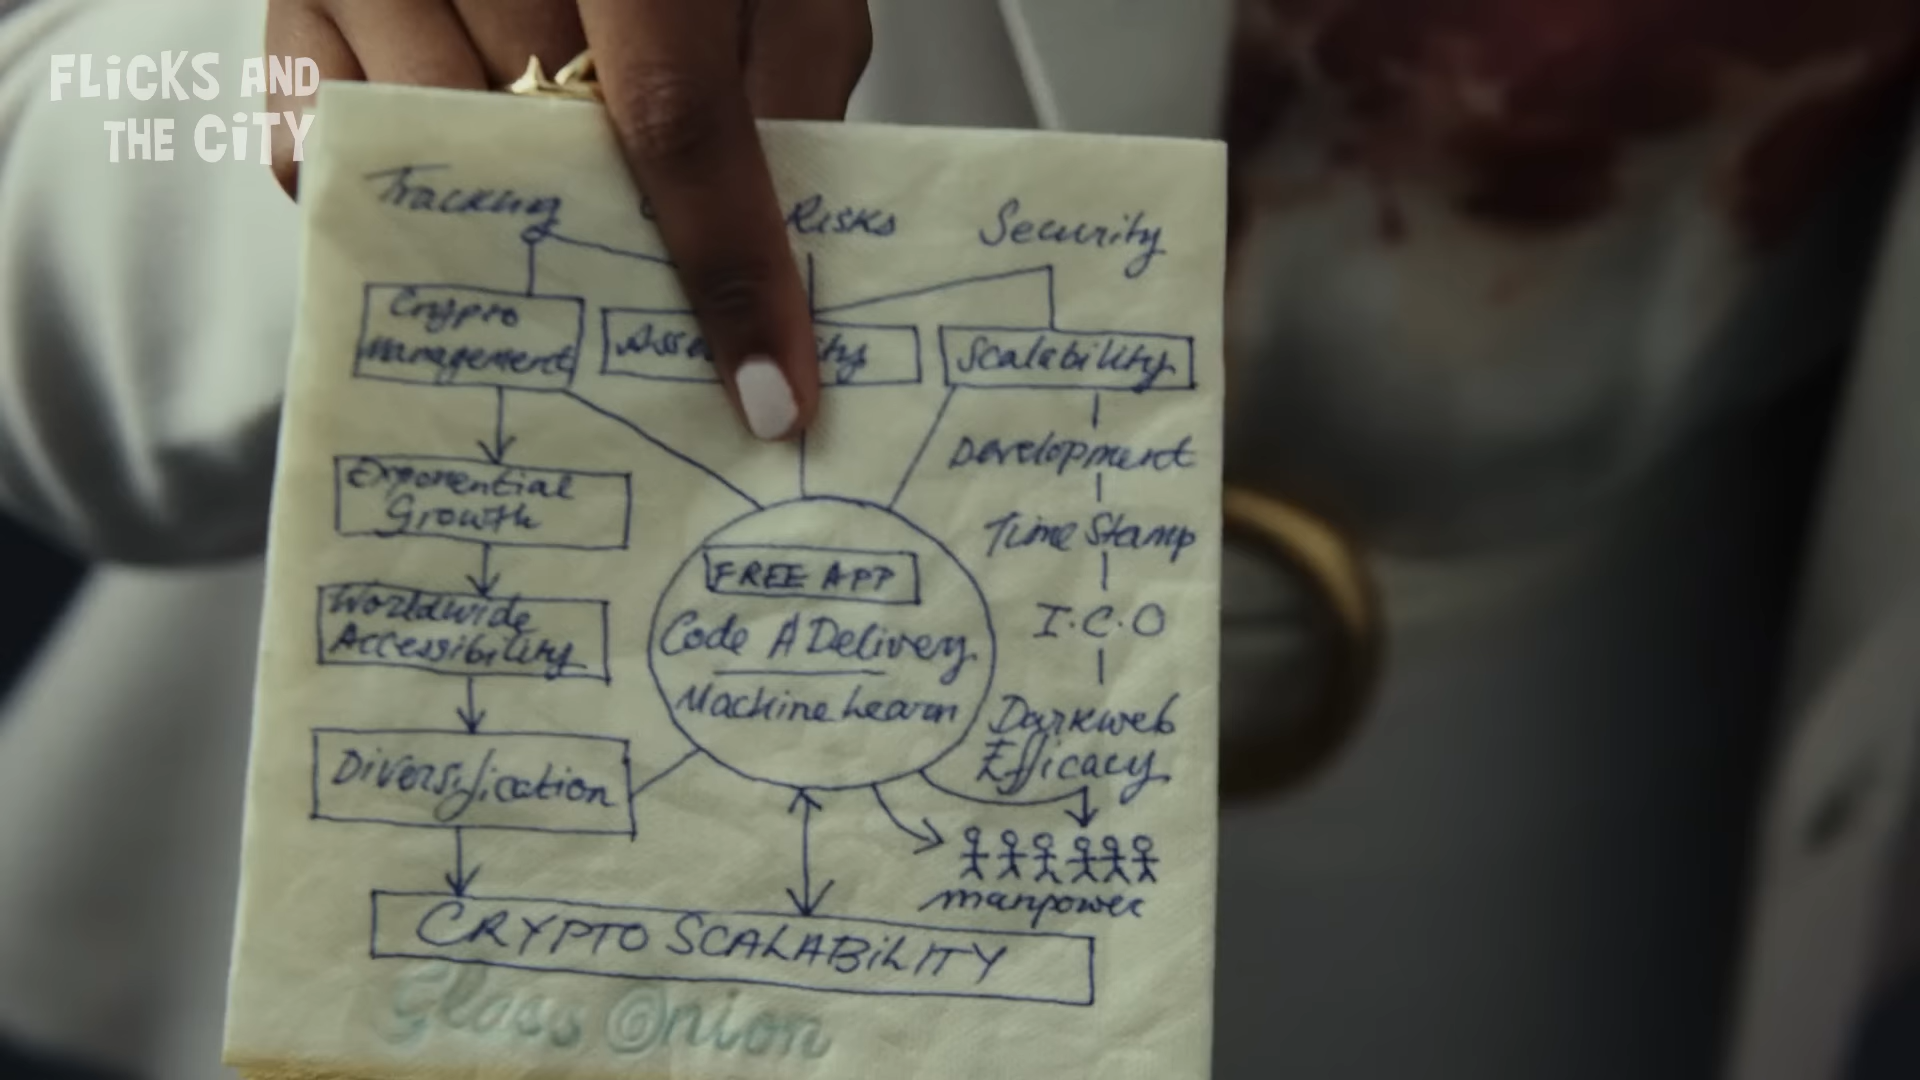 FLiCKS AND
THE CiTY
Tracking
Risks
Security
Crypto
Management
Scalability
Exponential
Growth
Development
Time Stamp
FREE APP
Worldwide
Accessibility
Code A Delivery
I.C.O
Machine Learn
Darkweb
Efficacy
Diversification
manpower
CRYPTO SCALABiLITY
Glass Onion